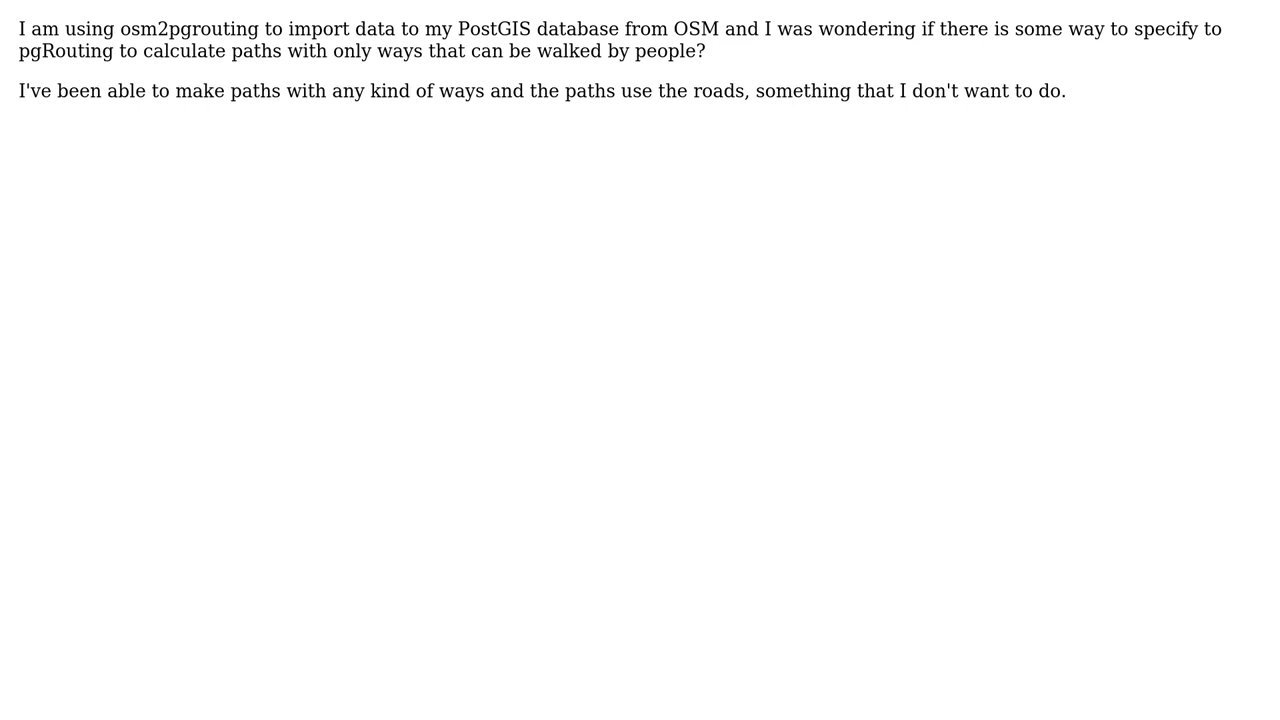 I am using osm2pgrouting to import data to my PostGIS database from OSM and I was wondering if there is some way to specify to
pgRouting to calculate paths with only ways that can be walked by people?
I've been able to make paths with any kind of ways and the paths use the roads, something that I don't want to do.